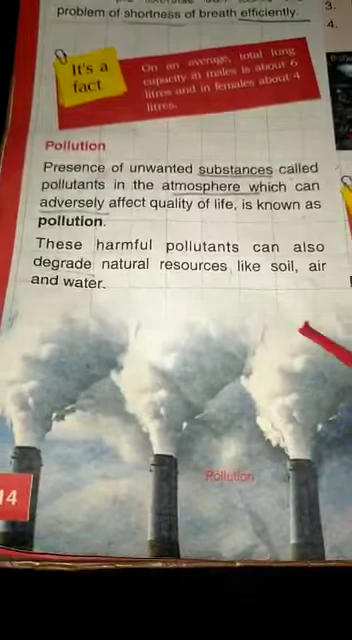 problem of shortness of breath efficiently.
3.
4.
It's a
fact
On an average, total lung
capacity in males is about 6
litres and in females about 4
litres.
Pollution
Presence of unwanted substances called
pollutants in the atmosphere which can
adversely affect quality of life, is known as
pollution.
These harmful pollutants can also
degrade natural resources like soil, air
and water.
Pollution
14